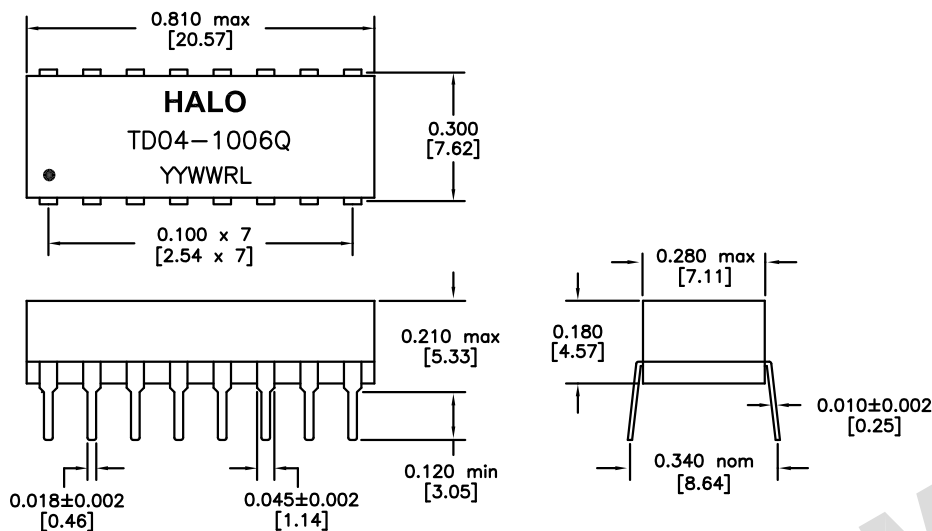 0.810 max
[20.57]
HALO
TD04-1006Q
YYWWRL
0.300
[7.62]
0.100 x 7
[2.54 x 7]
0.210 max
[5.33]
0.120 min
[3.05]
0.018±0.002
[0.46]
0.045±0.002
[1.14]
0.280 max
[7.11]
0.180
[4.57]
0.010±0.002
[0.25]
0.340 nom
[8.64]